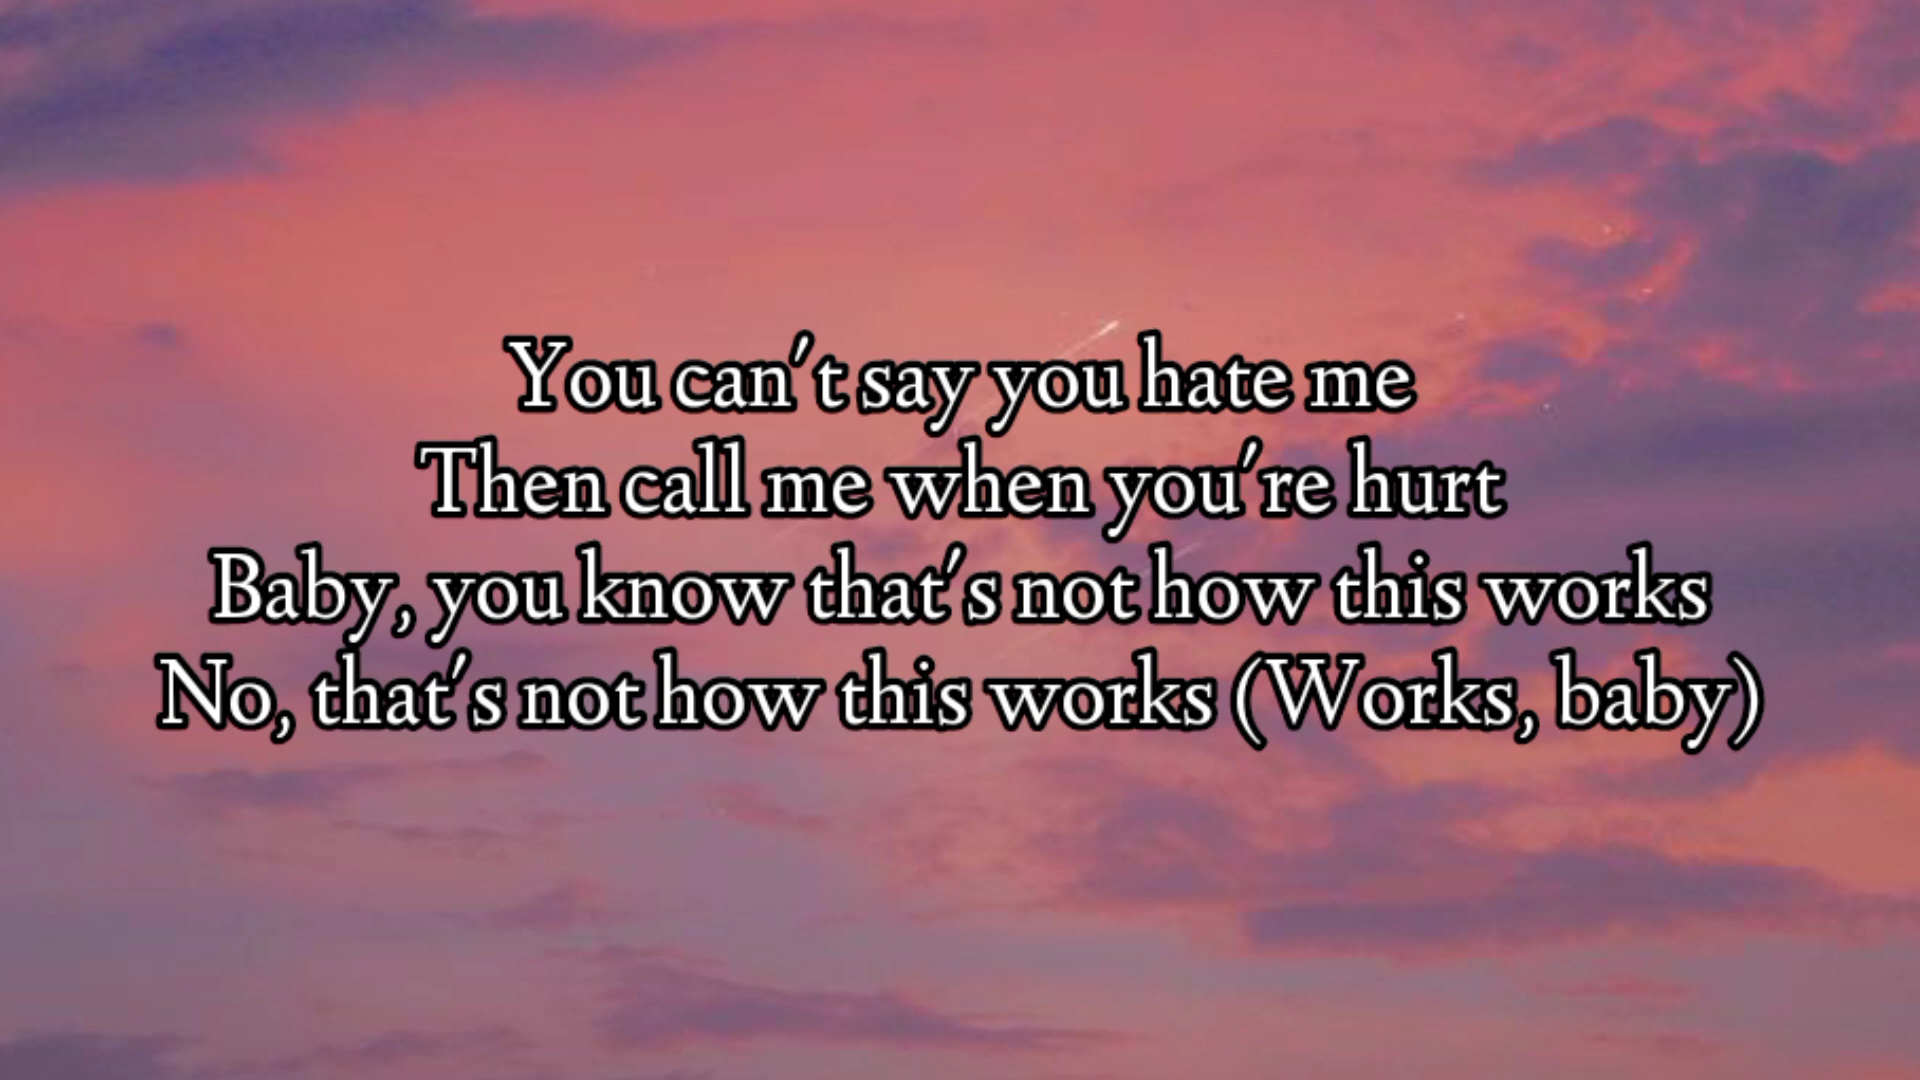 You can't say you hate me
Then call me when you're hurt
Baby, you know that's not how this works
No, that's not how this works (Works, baby)